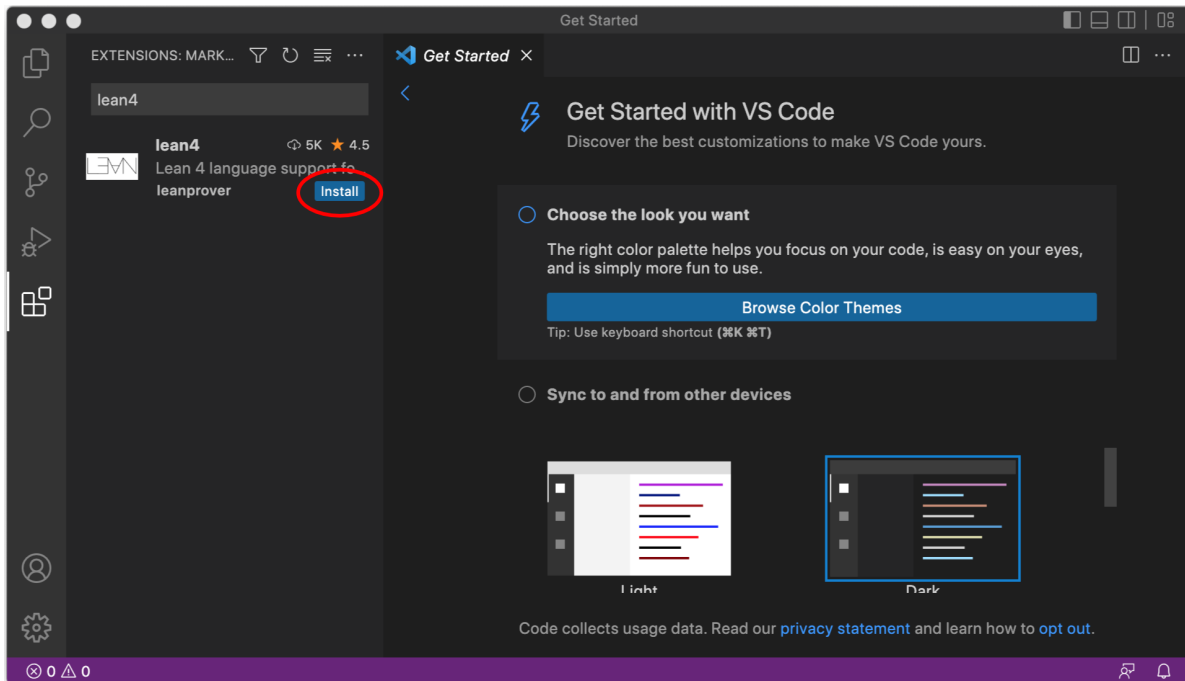 Get Started
EXTENSIONS: MARK...
lean4
lean4 5K ★ 4.5
LEAN
Lean 4 language support fo...
leanprover Install
Get Started
Get Started with VS Code
Discover the best customizations to make VS Code yours.
Choose the look you want
The right color palette helps you focus on your code, is easy on your eyes,
and is simply more fun to use.
Browse Color Themes
Tip: Use keyboard shortcut (⌘K ⌘T)
Sync to and from other devices
Light Dark
Code collects usage data. Read our privacy statement and learn how to opt out.
0 0